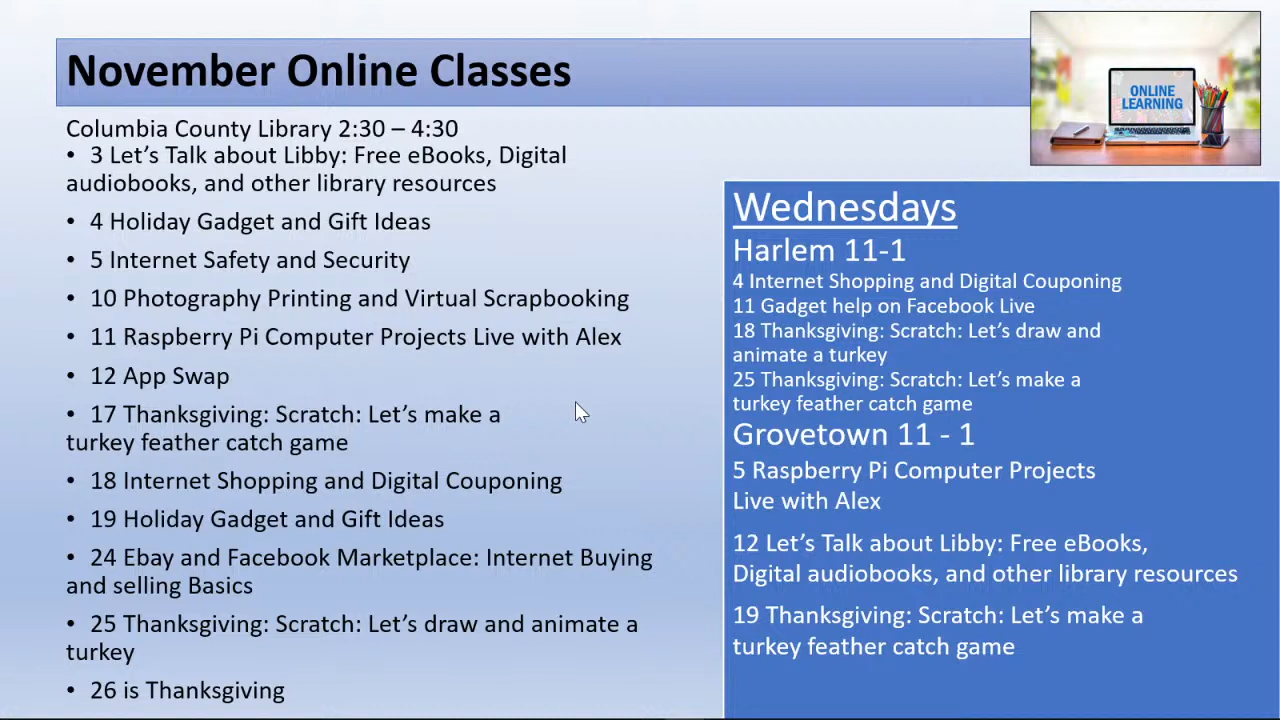 November Online Classes
ONLINE
LEARNING
Columbia County Library 2:30 – 4:30
• 3 Let’s Talk about Libby: Free eBooks, Digital
audiobooks, and other library resources
• 4 Holiday Gadget and Gift Ideas
• 5 Internet Safety and Security
• 10 Photography Printing and Virtual Scrapbooking
• 11 Raspberry Pi Computer Projects Live with Alex
• 12 App Swap
• 17 Thanksgiving: Scratch: Let’s make a
turkey feather catch game
• 18 Internet Shopping and Digital Couponing
• 19 Holiday Gadget and Gift Ideas
• 24 Ebay and Facebook Marketplace: Internet Buying
and selling Basics
• 25 Thanksgiving: Scratch: Let’s draw and animate a
turkey
• 26 is Thanksgiving
Wednesdays
Harlem 11-1
4 Internet Shopping and Digital Couponing
11 Gadget help on Facebook Live
18 Thanksgiving: Scratch: Let’s draw and
animate a turkey
25 Thanksgiving: Scratch: Let’s make a
turkey feather catch game
Grovetown 11 - 1
5 Raspberry Pi Computer Projects
Live with Alex
12 Let’s Talk about Libby: Free eBooks,
Digital audiobooks, and other library resources
19 Thanksgiving: Scratch: Let’s make a
turkey feather catch game